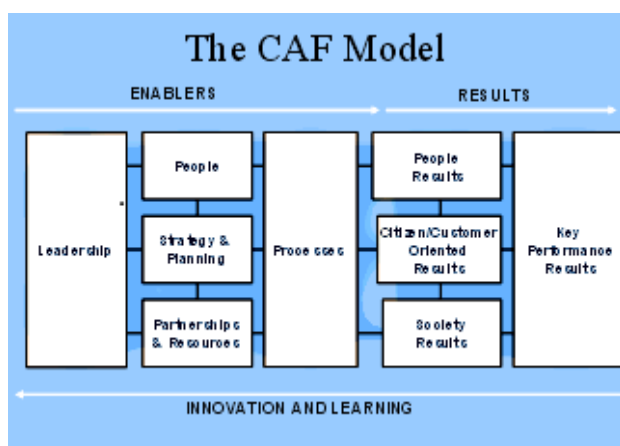 The CAF Model
ENABLERS
RESULTS
Leadership
People
Strategy &
Planning
Partnerships
& Resources
Processes
People
Results
Citizen/Customer
Oriented
Results
Society
Results
Key
Performance
Results
INNOVATION AND LEARNING